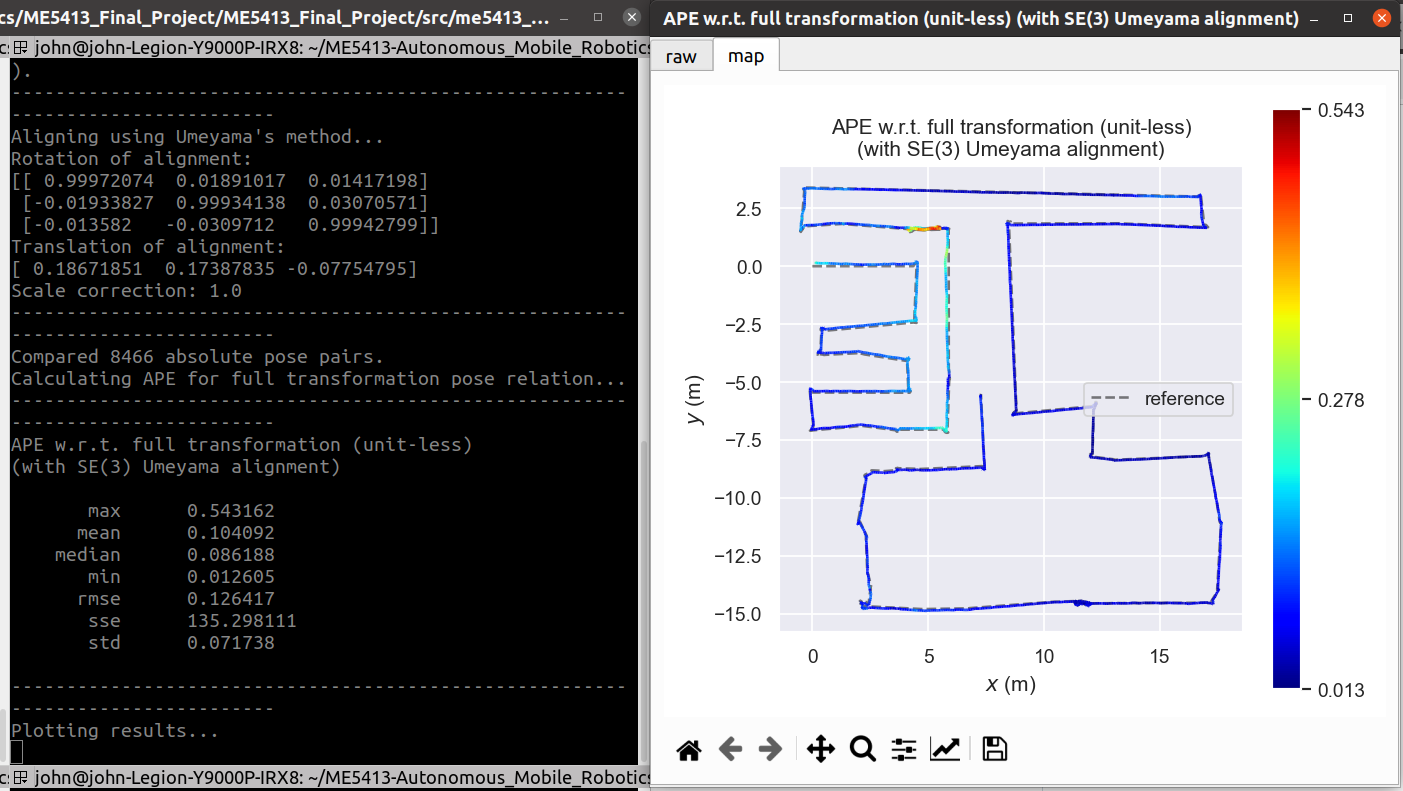 cs/ME5413_Final_Project/ME5413_Final_Project/src/me5413_...
john@john-Legion-Y9000P-IRX8: ~/ME5413-Autonomous_Mobile_Robotics
).
-------------------------------------------------------
------------------------
Aligning using Umeyama's method...
Rotation of alignment:
[[ 0.99972074  0.01891017  0.01417198]
 [-0.01933827  0.99934138  0.03070571]
 [-0.013582   -0.0309712   0.99942799]]
Translation of alignment:
[ 0.18671851  0.17387835 -0.07754795]
Scale correction: 1.0
-------------------------------------------------------
------------------------
Compared 8466 absolute pose pairs.
Calculating APE for full transformation pose relation...
-------------------------------------------------------
------------------------
APE w.r.t. full transformation (unit-less)
(with SE(3) Umeyama alignment)
max 0.543162
mean 0.104092
median 0.086188
min 0.012605
rmse 0.126417
sse 135.298111
std 0.071738
-------------------------------------------------------
------------------------
Plotting results...
john@john-Legion-Y9000P-IRX8: ~/ME5413-Autonomous_Mobile_Robotics
APE w.r.t. full transformation (unit-less) (with SE(3) Umeyama alignment)
raw map
APE w.r.t. full transformation (unit-less)
(with SE(3) Umeyama alignment)
2.5
0.0
−2.5
−5.0
−7.5
−10.0
−12.5
−15.0
y (m)
0 5 10 15
x (m)
reference
0.543
0.278
0.013